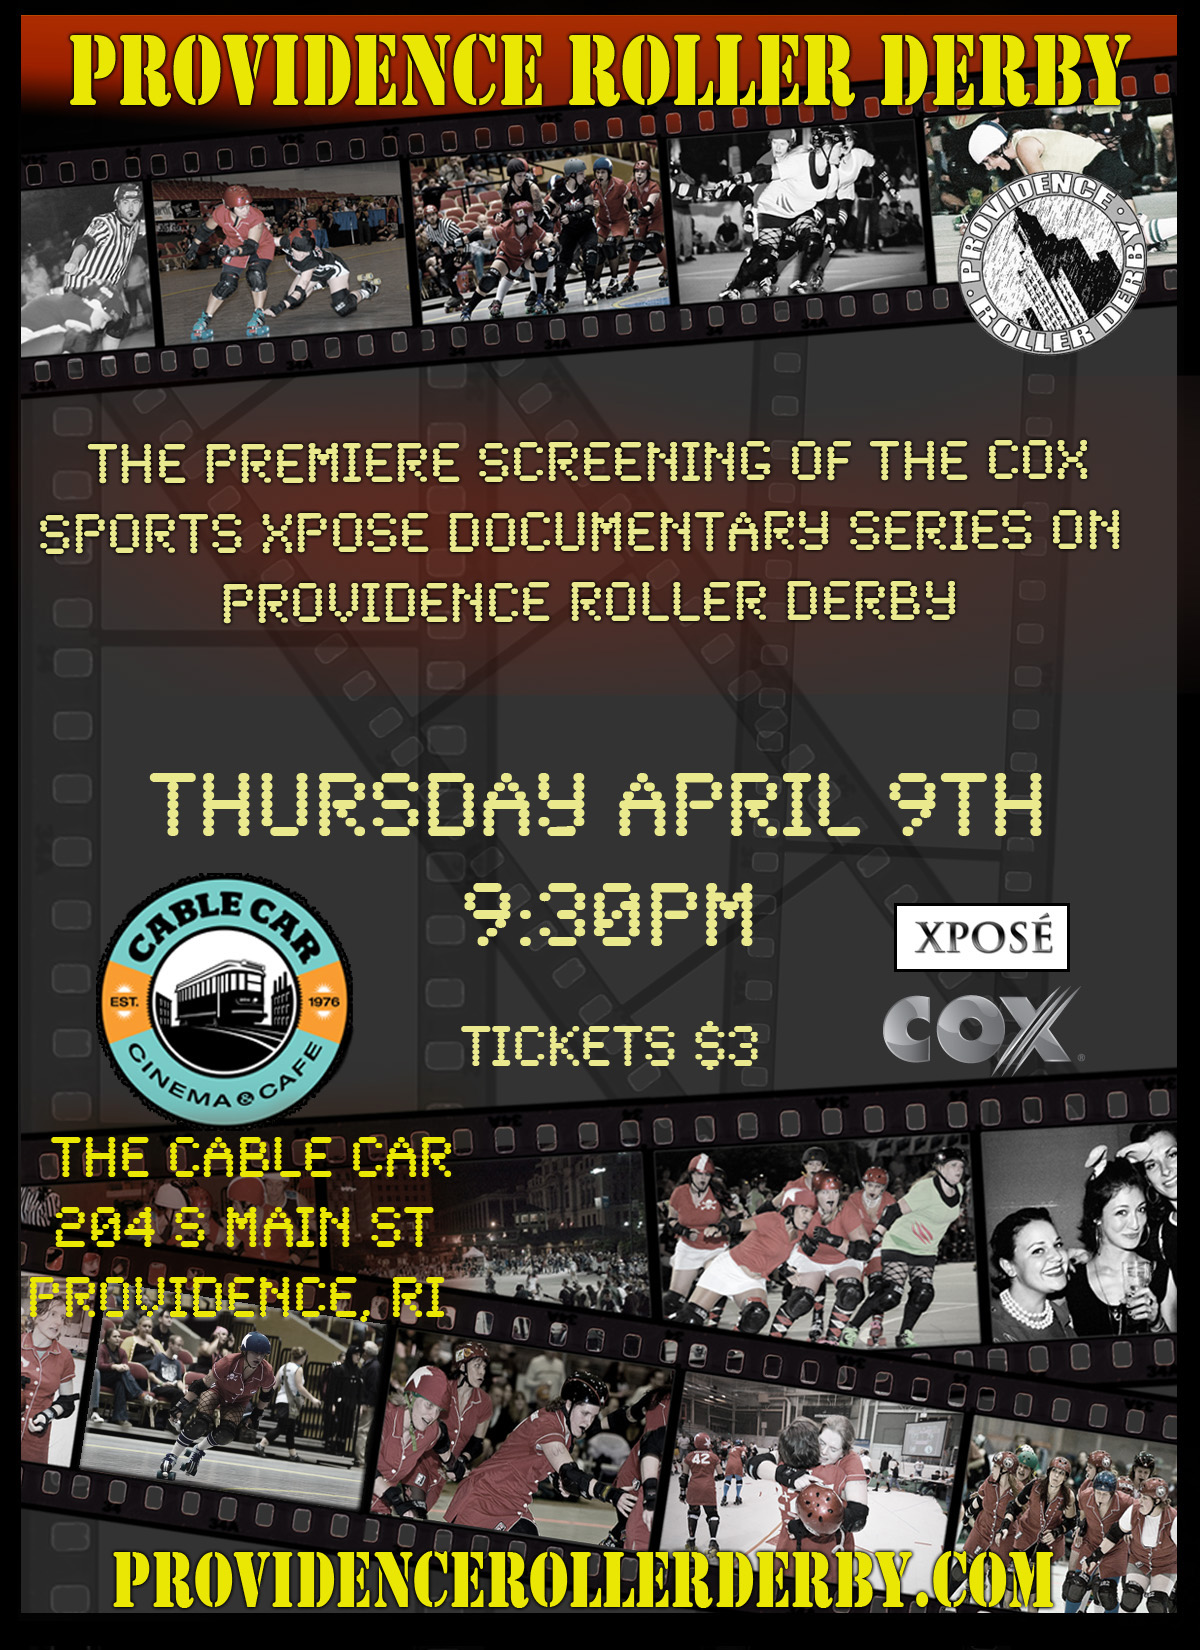 PROVIDENCE ROLLER DERBY
PROVIDENCE
ROLLER DERBY
THE PREMIERE SCREENING OF THE COX
SPORTS XPOSE DOCUMENTARY SERIES ON
PROVIDENCE ROLLER DERBY
THURSDAY APRIL 9TH
9:30PM
TICKETS $3
CABLE CAR
EST. 1976
CINEMA & CAFE
XPOSÉ
COX®
THE CABLE CAR
204 S MAIN ST
PROVIDENCE, RI
42
PROVIDENCEROLLERDERBY.COM